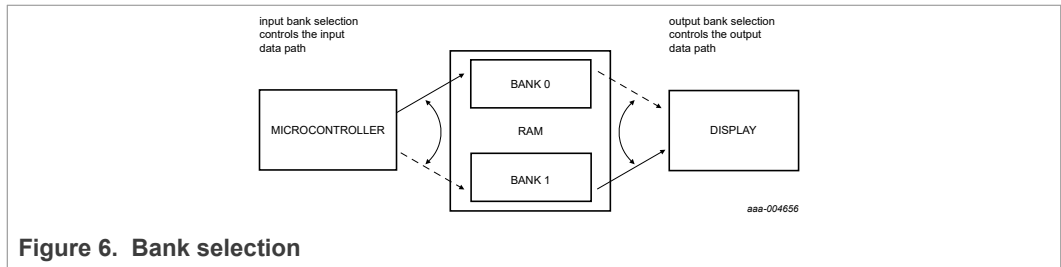 input bank selection
controls the input
data path
output bank selection
controls the output
data path
BANK 0
MICROCONTROLLER
RAM
DISPLAY
BANK 1
aaa-004656
Figure 6. Bank selection